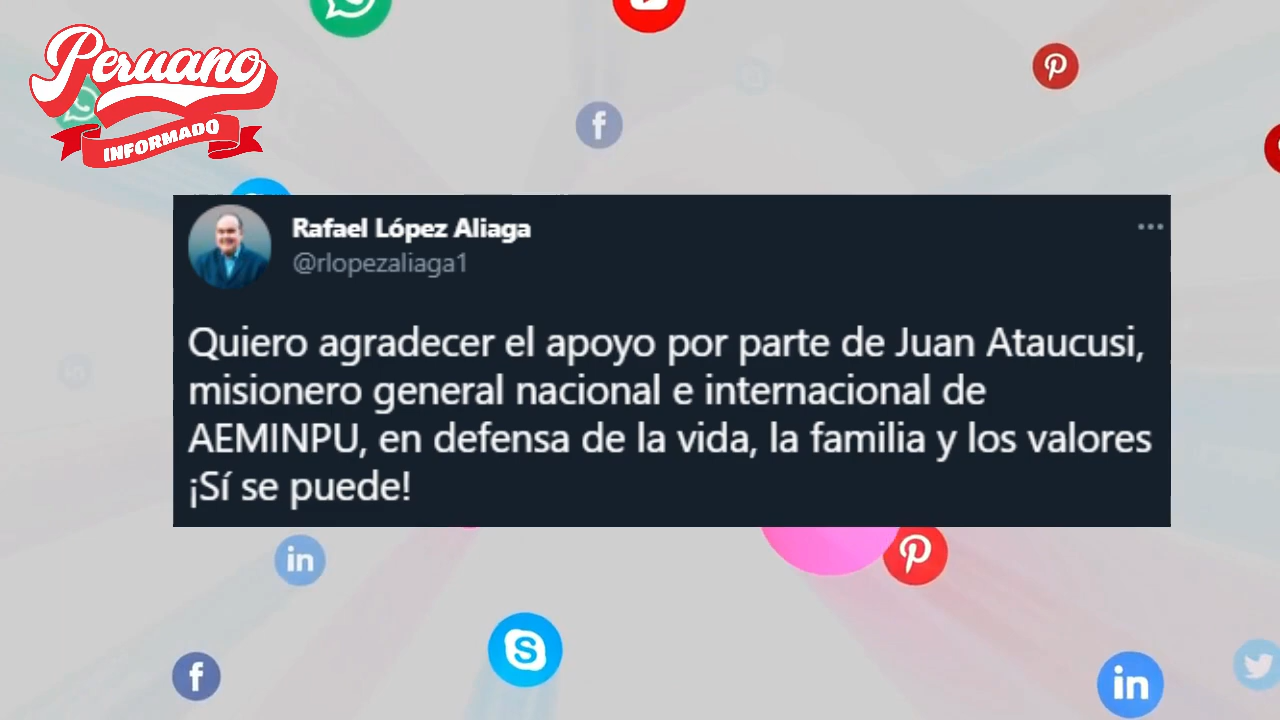 Peruano
INFORMADO
Rafael López Aliaga
@rlopezaliaga1
Quiero agradecer el apoyo por parte de Juan Ataucusi,
misionero general nacional e internacional de
AEMINPU, en defensa de la vida, la familia y los valores
¡Sí se puede!